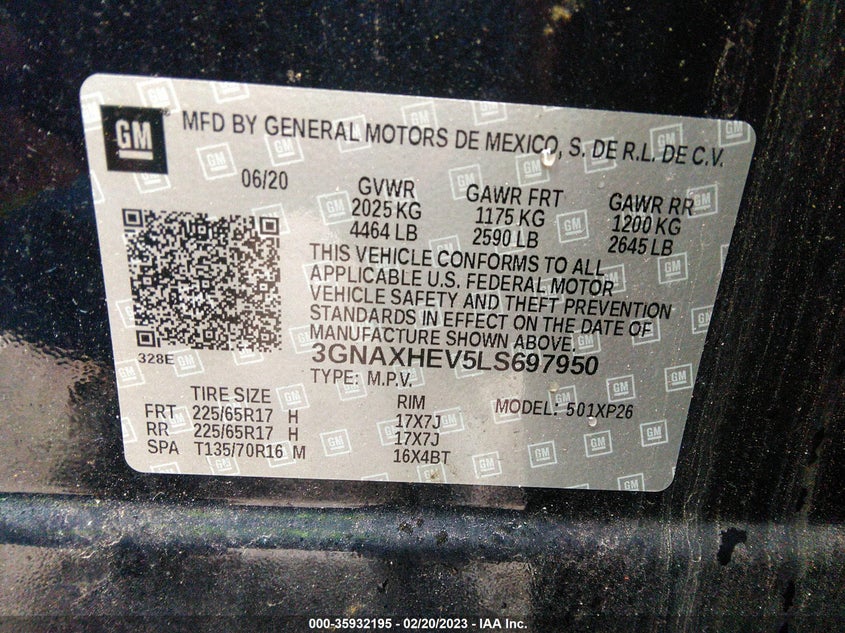 GM
MFD BY GENERAL MOTORS DE MEXICO, S. DE R.L. DE C.V.
06/20
GVWR
2025 KG
4464 LB
GAWR FRT
1175 KG
2590 LB
GAWR RR
1200 KG
2645 LB
THIS VEHICLE CONFORMS TO ALL
APPLICABLE U.S. FEDERAL MOTOR
VEHICLE SAFETY AND THEFT PREVENTION
STANDARDS IN EFFECT ON THE DATE OF
MANUFACTURE SHOWN ABOVE.
328E
3GNAXHEV5LS697950
TYPE: M.P.V.
MODEL: 501XP26
TIRE SIZE RIM
FRT 225/65R17 H 17X7J
RR 225/65R17 H 17X7J
SPA T135/70R16 M 16X4BT
000-35932195 - 02/20/2023 - IAA Inc.